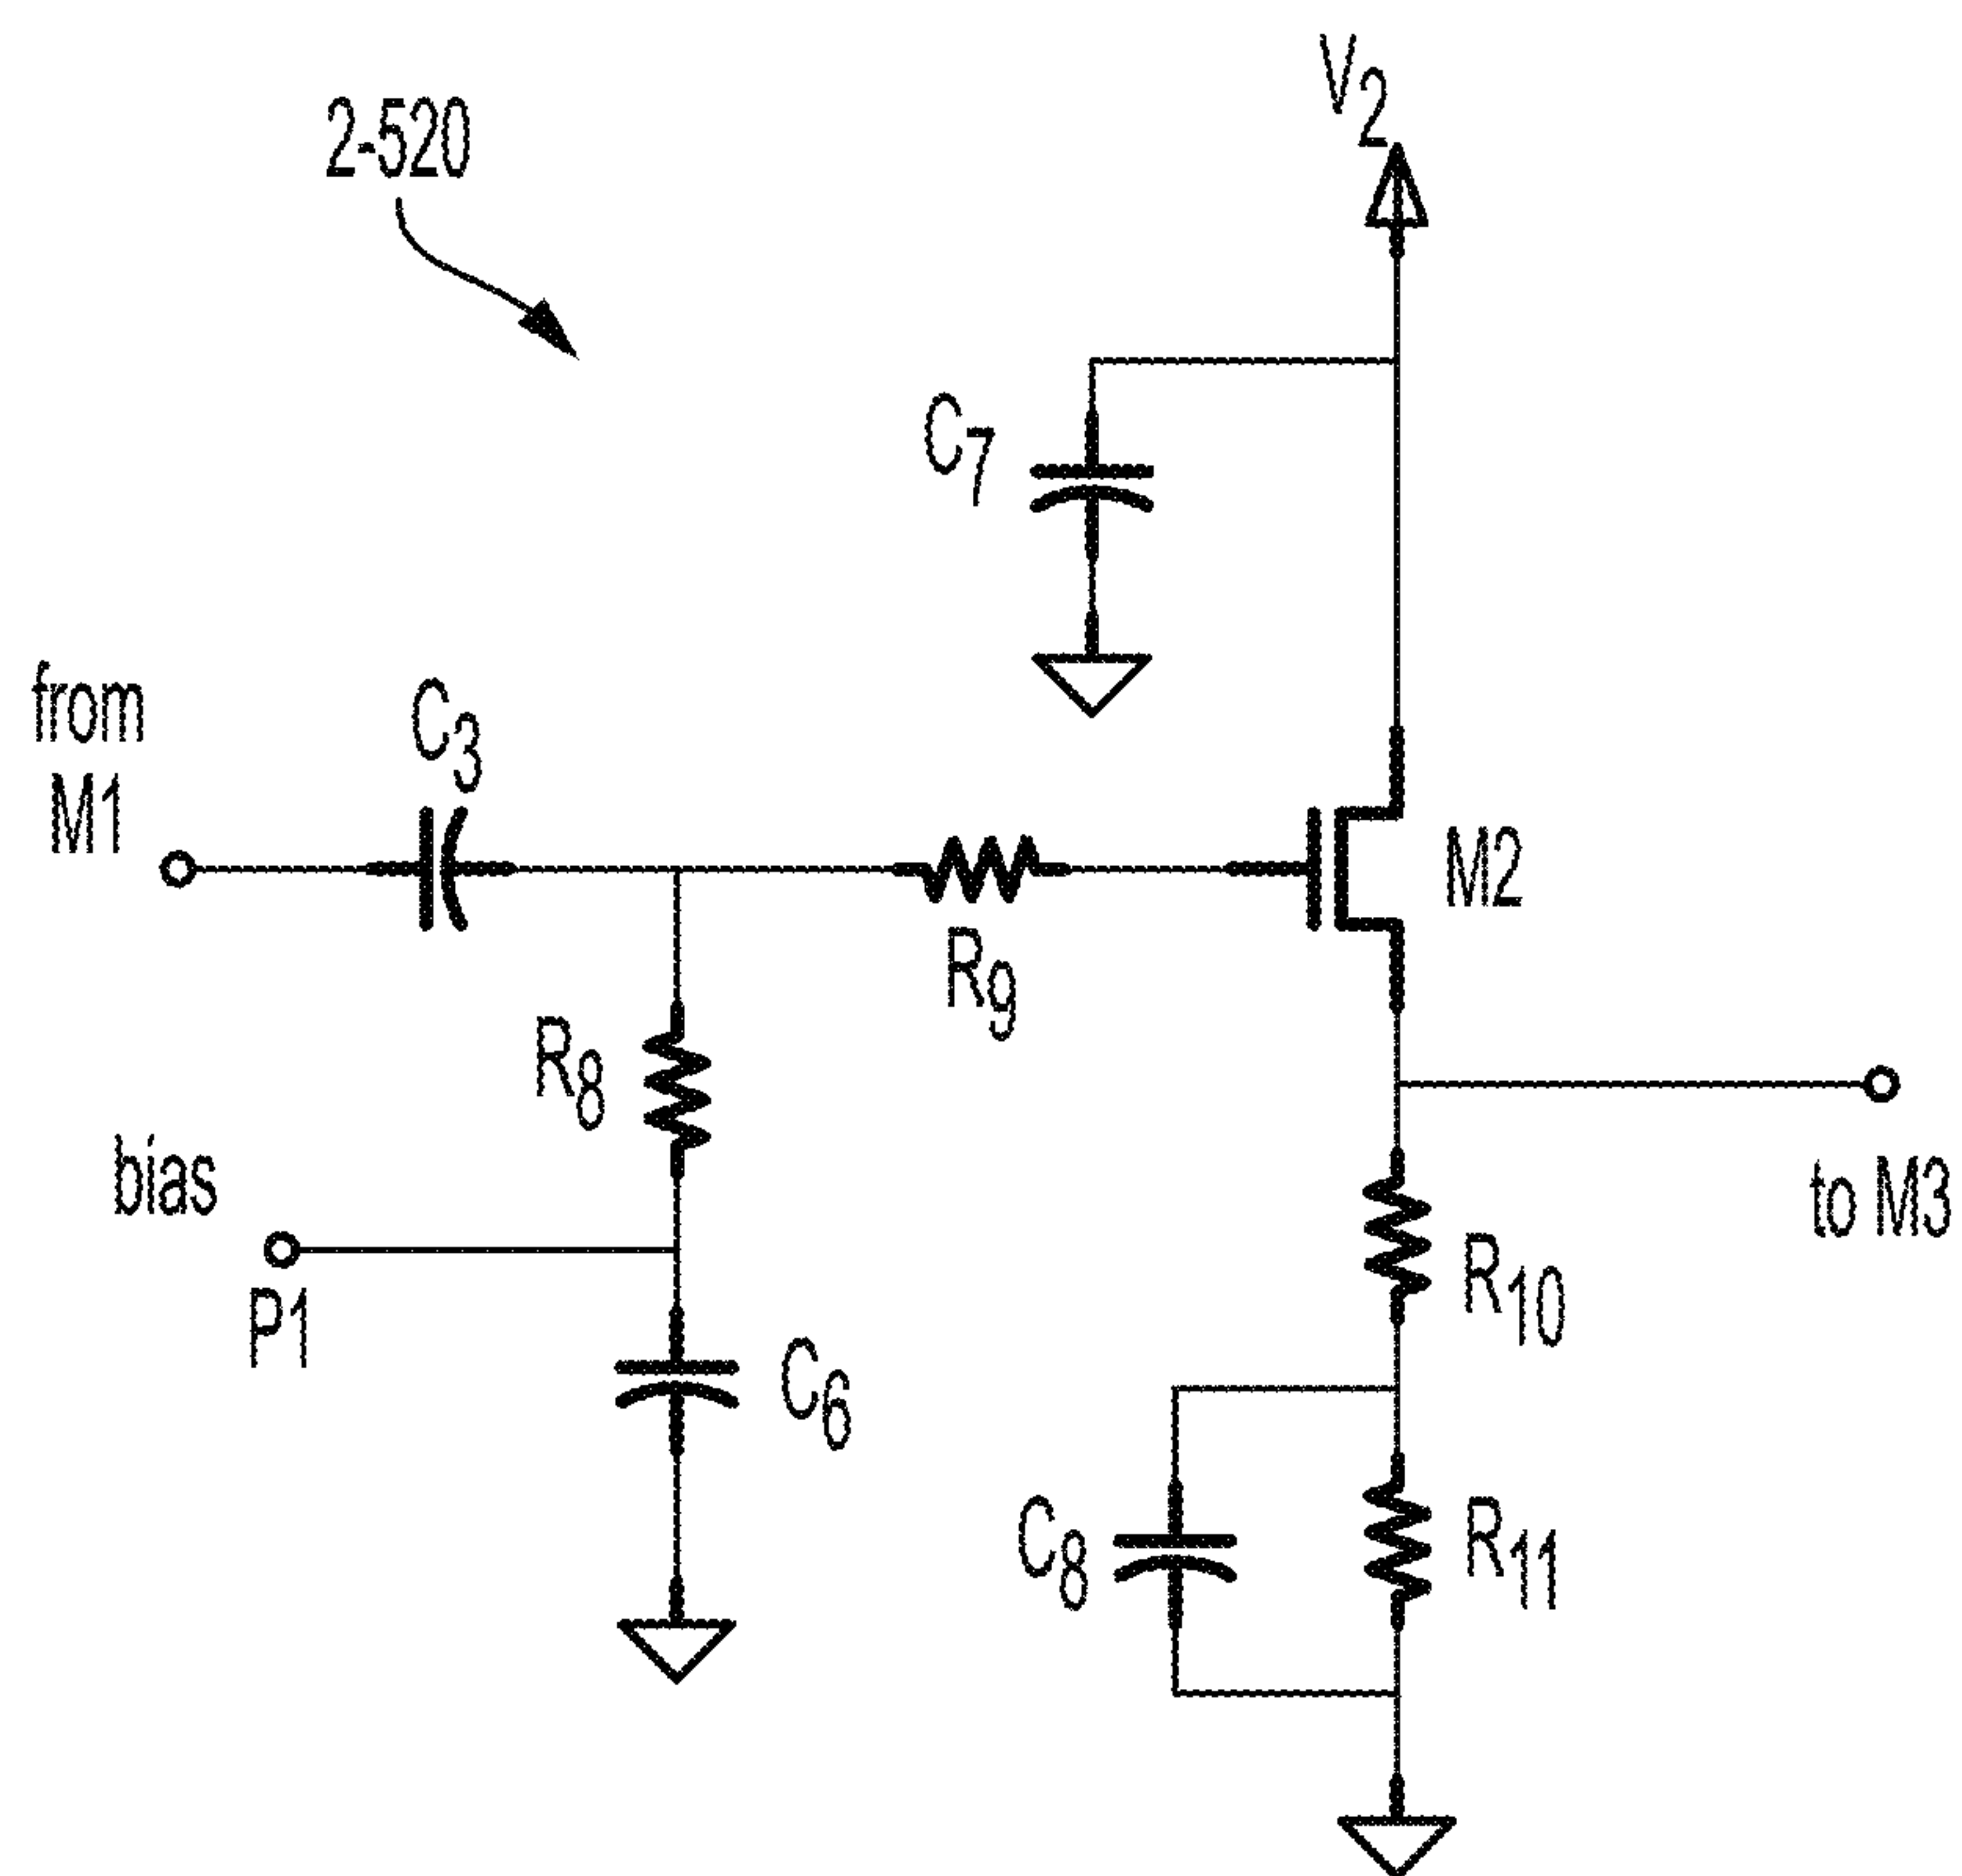 V2
2-520
C7
from
M1
C3
M2
R9
R8
bias
P1
to M3
R10
C6
C8
R11